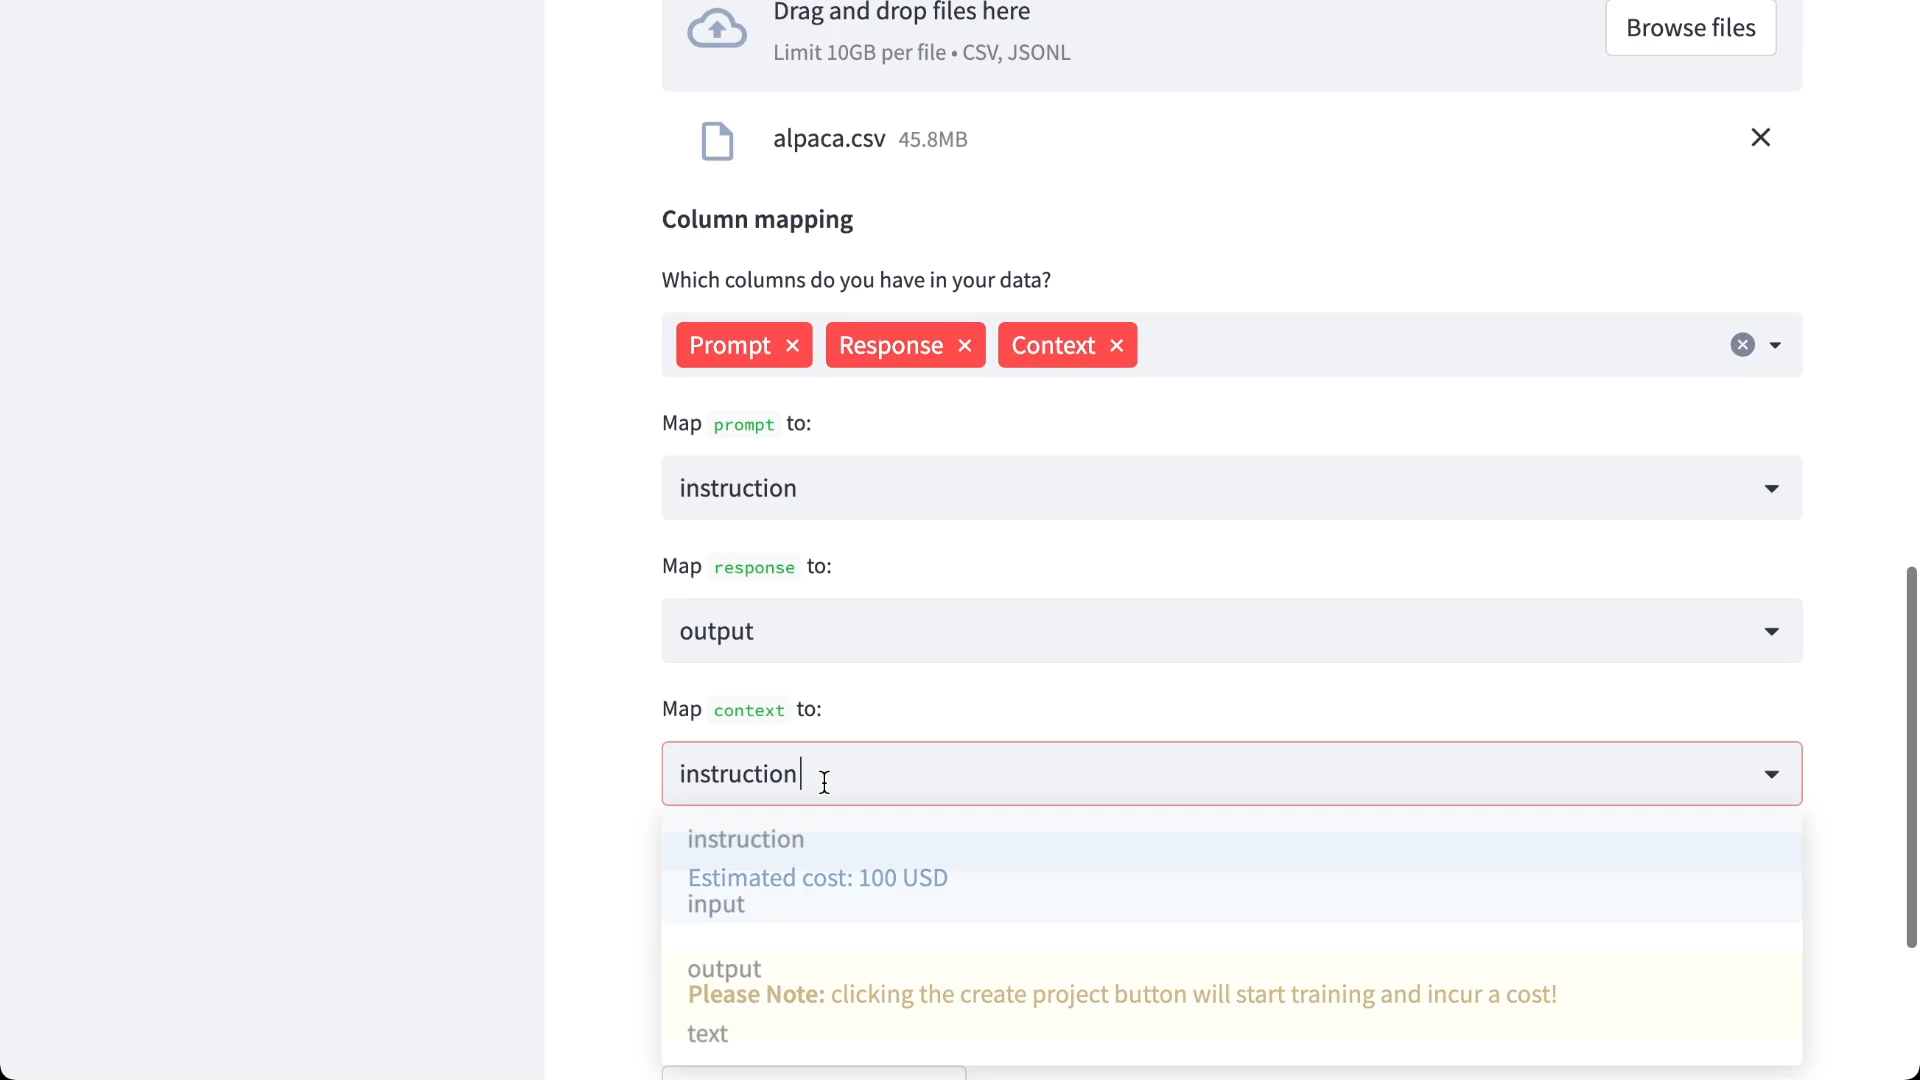 Drag and drop files here
Browse files
Limit 10GB per file • CSV, JSONL
alpaca.csv 45.8MB
Column mapping
Which columns do you have in your data?
Prompt Response Context
Map prompt to:
instruction
Map response to:
output
Map context to:
instruction
instruction
Estimated cost: 100 USD
input
output
Please Note: clicking the create project button will start training and incur a cost!
text